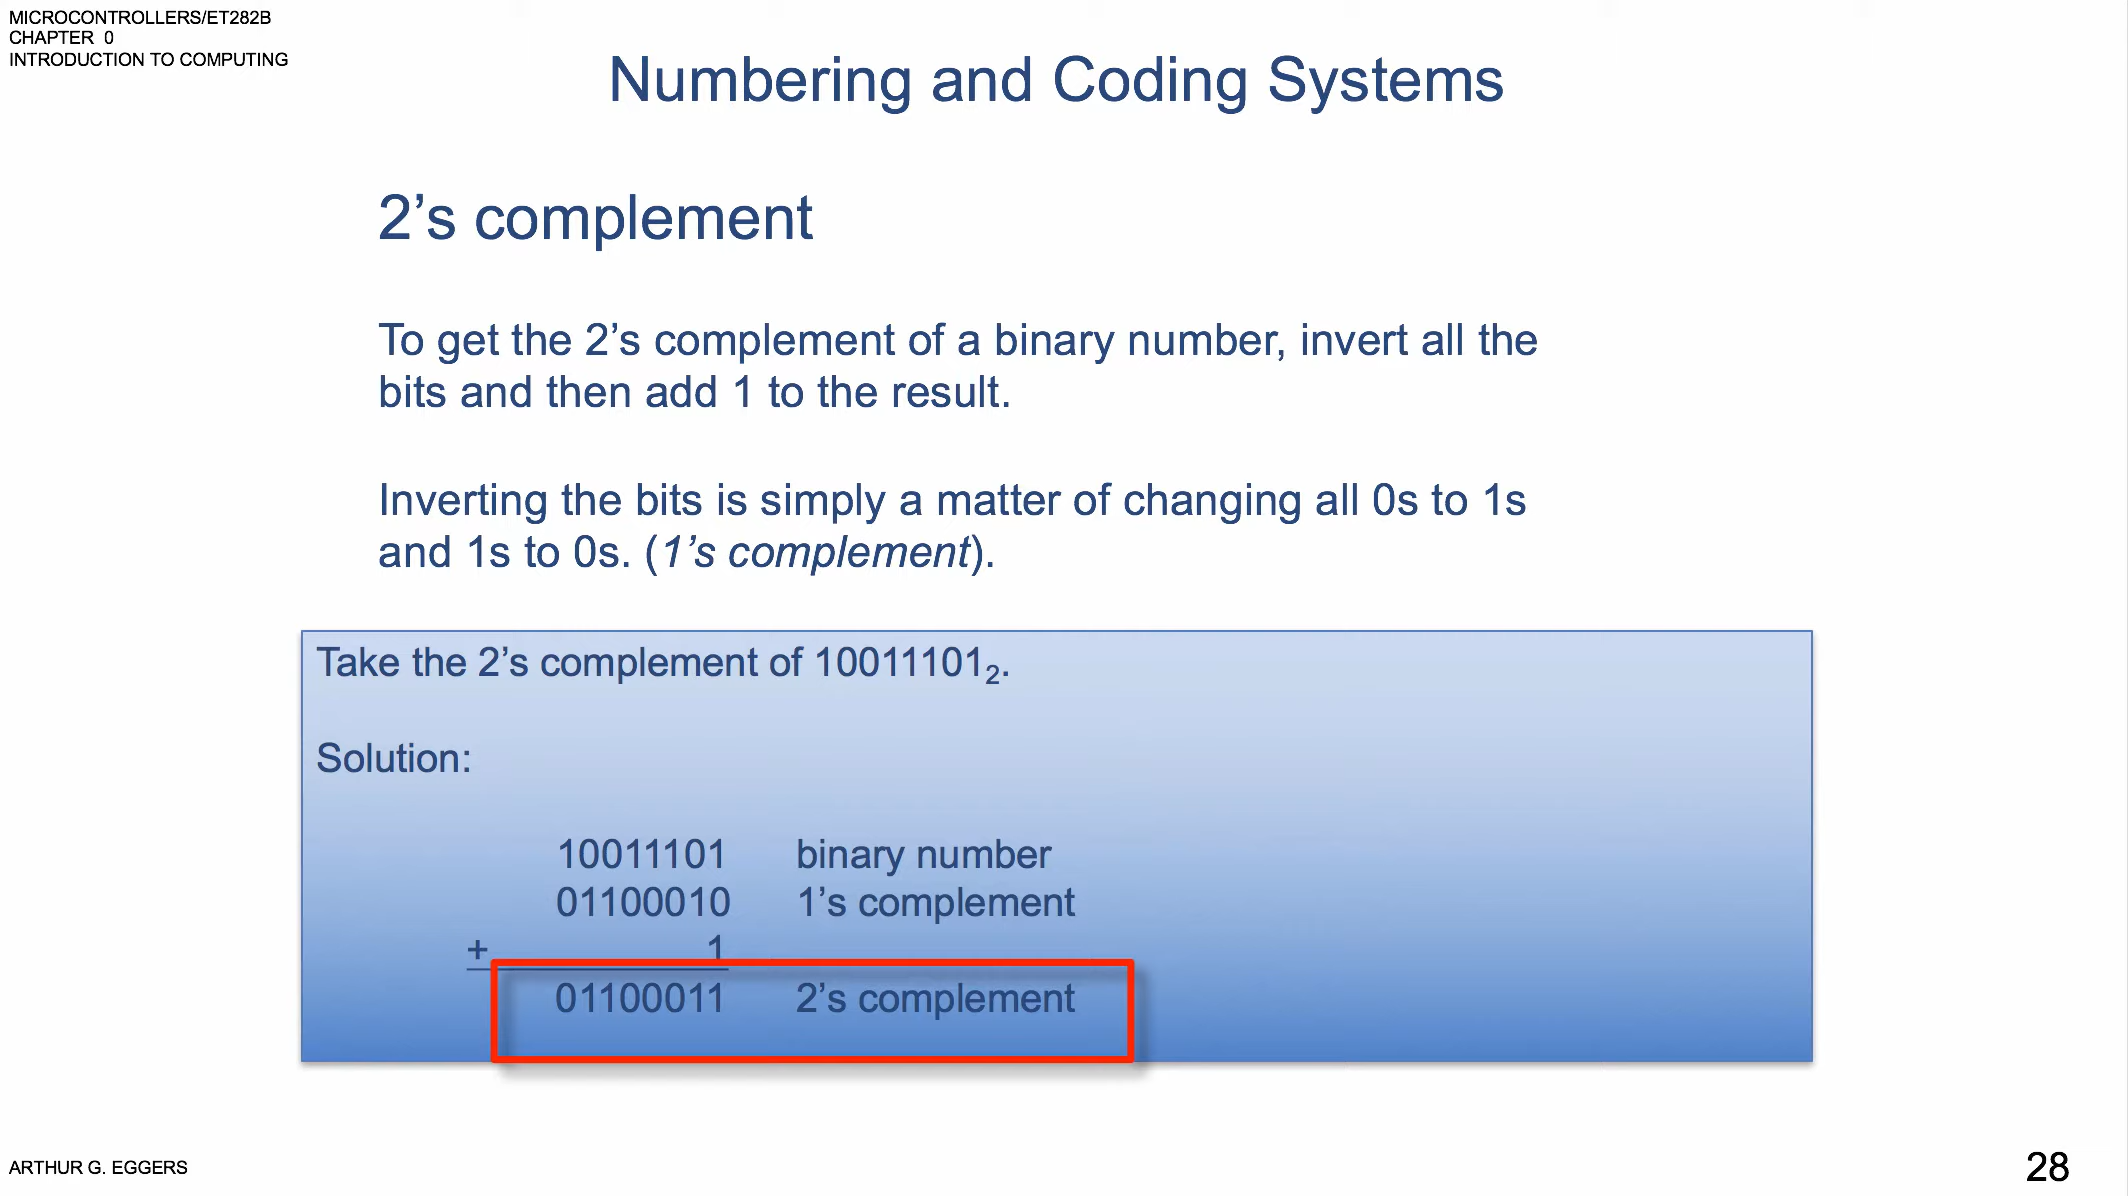 MICROCONTROLLERS/ET282B
CHAPTER 0
INTRODUCTION TO COMPUTING
Numbering and Coding Systems
2’s complement
To get the 2’s complement of a binary number, invert all the
bits and then add 1 to the result.
Inverting the bits is simply a matter of changing all 0s to 1s
and 1s to 0s. (1’s complement).
Take the 2’s complement of 10011101₂.
Solution:
10011101 binary number
01100010 1’s complement
+ 1
01100011 2’s complement
ARTHUR G. EGGERS
28